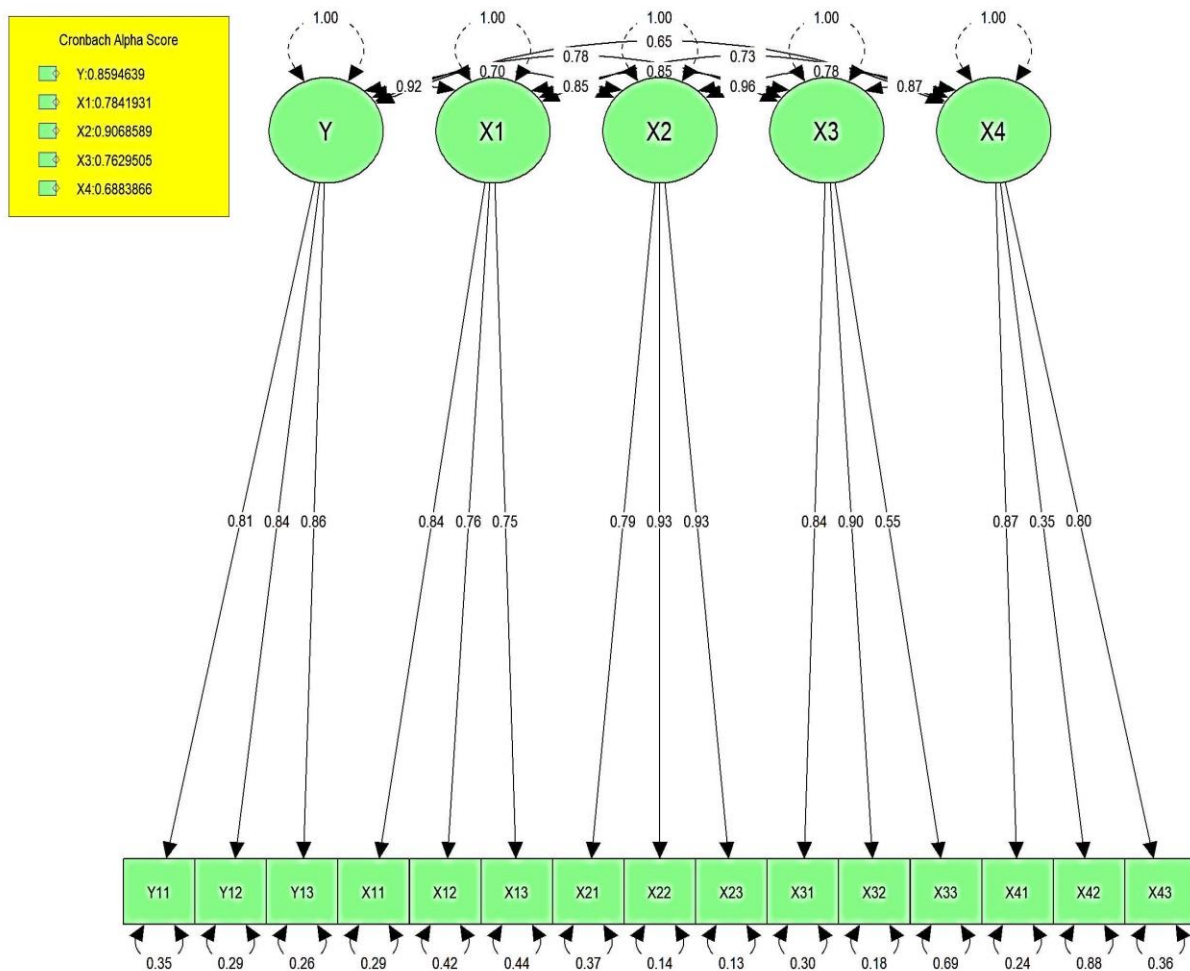 Cronbach Alpha Score
Y:0.8594639
X1:0.7841931
X2:0.9068589
X3:0.7629505
X4:0.6883866
1.00 1.00 1.00 1.00 1.00
0.65
0.78 0.73
0.70 0.85 0.78
0.92 0.85 0.96 0.87
Y X1 X2 X3 X4
0.81 0.84 0.86 0.84 0.76 0.75 0.79 0.93 0.93 0.84 0.90 0.55 0.87 0.35 0.80
Y11 Y12 Y13 X11 X12 X13 X21 X22 X23 X31 X32 X33 X41 X42 X43
0.35 0.29 0.26 0.29 0.42 0.44 0.37 0.14 0.13 0.30 0.18 0.69 0.24 0.88 0.36